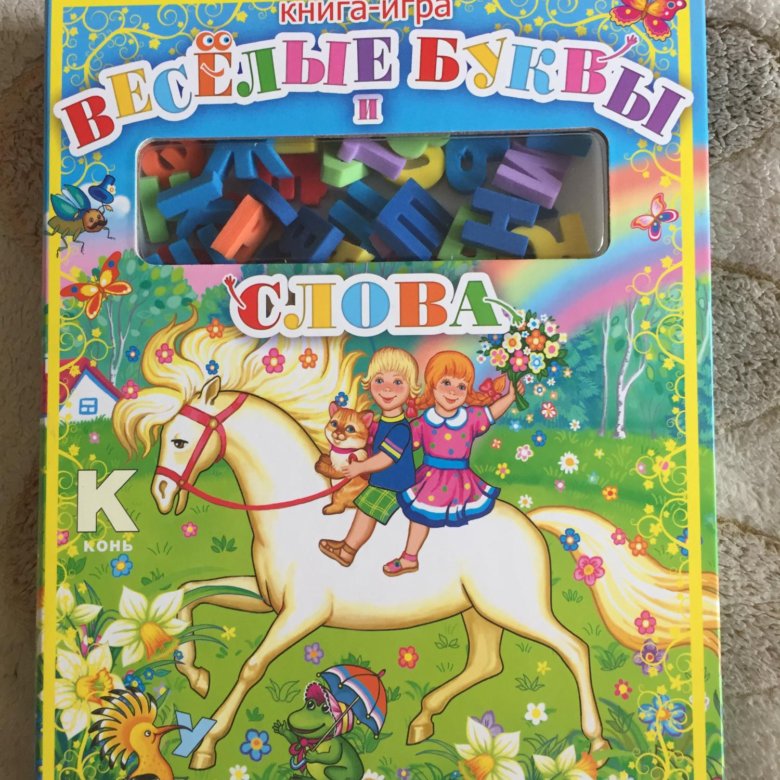 книга-игра
ВЕСЁЛЫЕ БУКВЫ
и
СЛОВА
К
КОНЬ
У